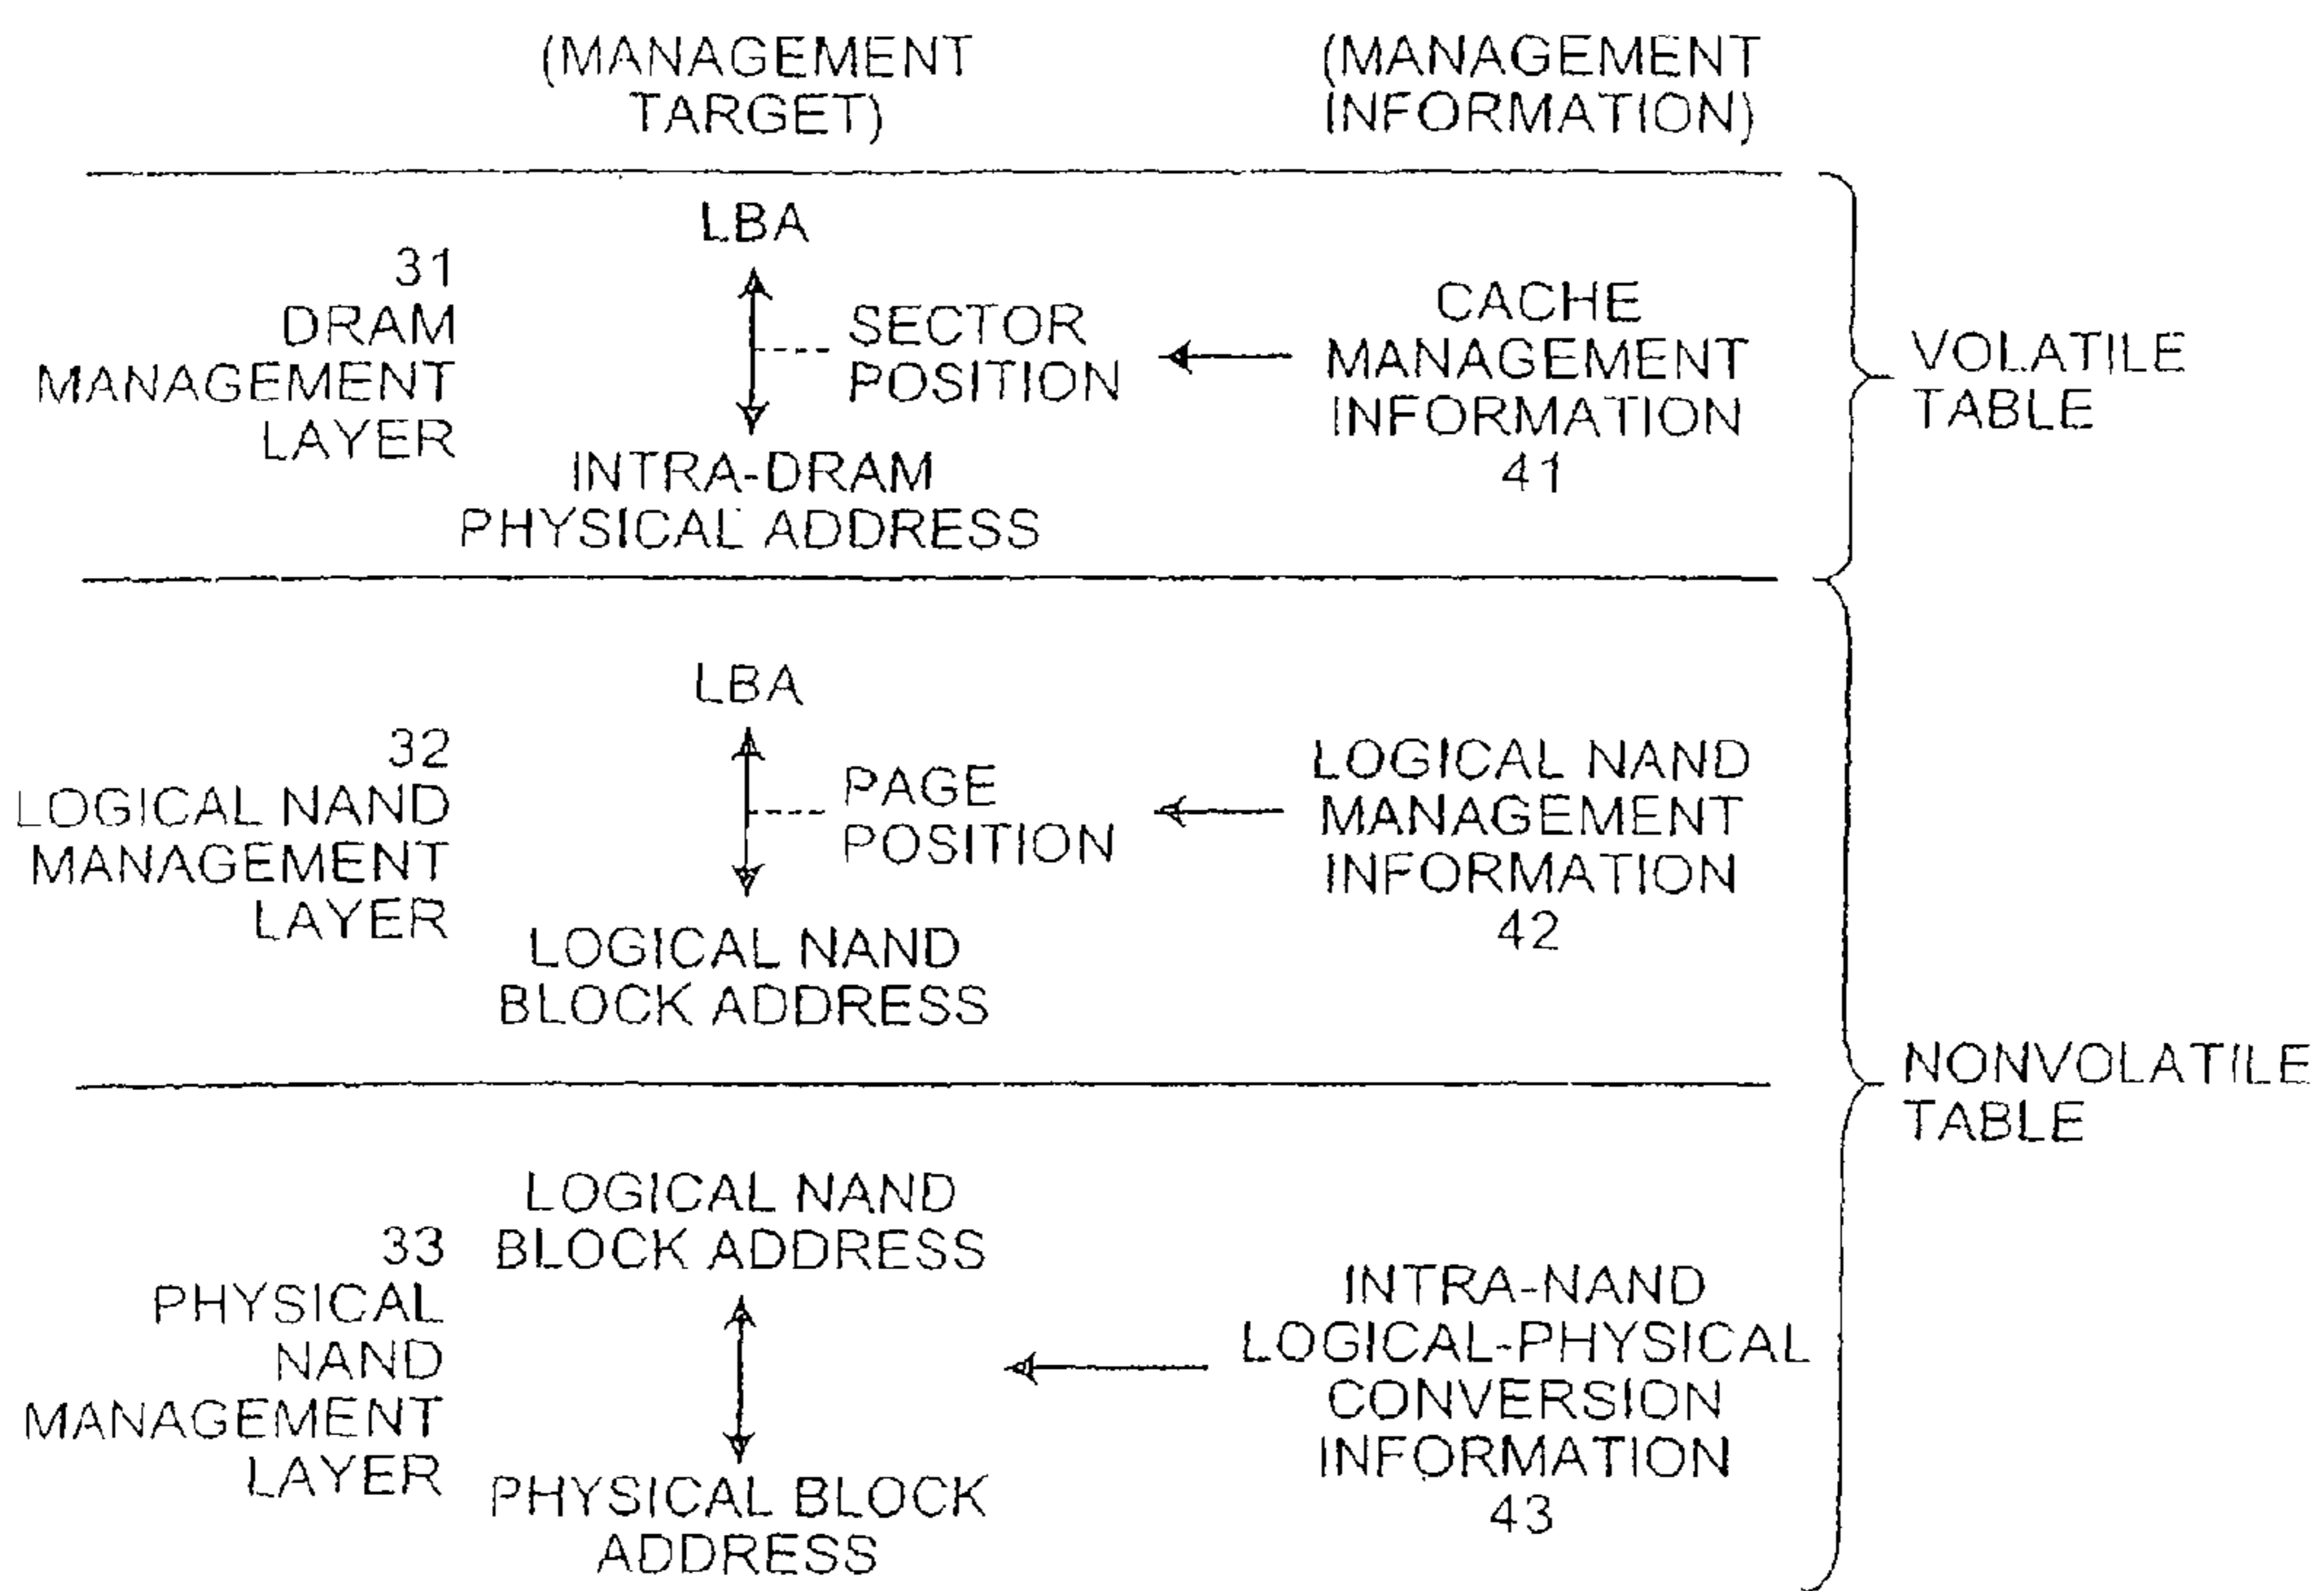 (MANAGEMENT
TARGET)
(MANAGEMENT
INFORMATION)
31
DRAM
MANAGEMENT
LAYER
LBA
SECTOR
POSITION
INTRA-DRAM
PHYSICAL ADDRESS
CACHE
MANAGEMENT
INFORMATION
41
VOLATILE
TABLE
32
LOGICAL NAND
MANAGEMENT
LAYER
LBA
PAGE
POSITION
LOGICAL NAND
BLOCK ADDRESS
LOGICAL NAND
MANAGEMENT
INFORMATION
42
NONVOLATILE
TABLE
33
PHYSICAL
NAND
MANAGEMENT
LAYER
LOGICAL NAND
BLOCK ADDRESS
PHYSICAL BLOCK
ADDRESS
INTRA-NAND
LOGICAL-PHYSICAL
CONVERSION
INFORMATION
43